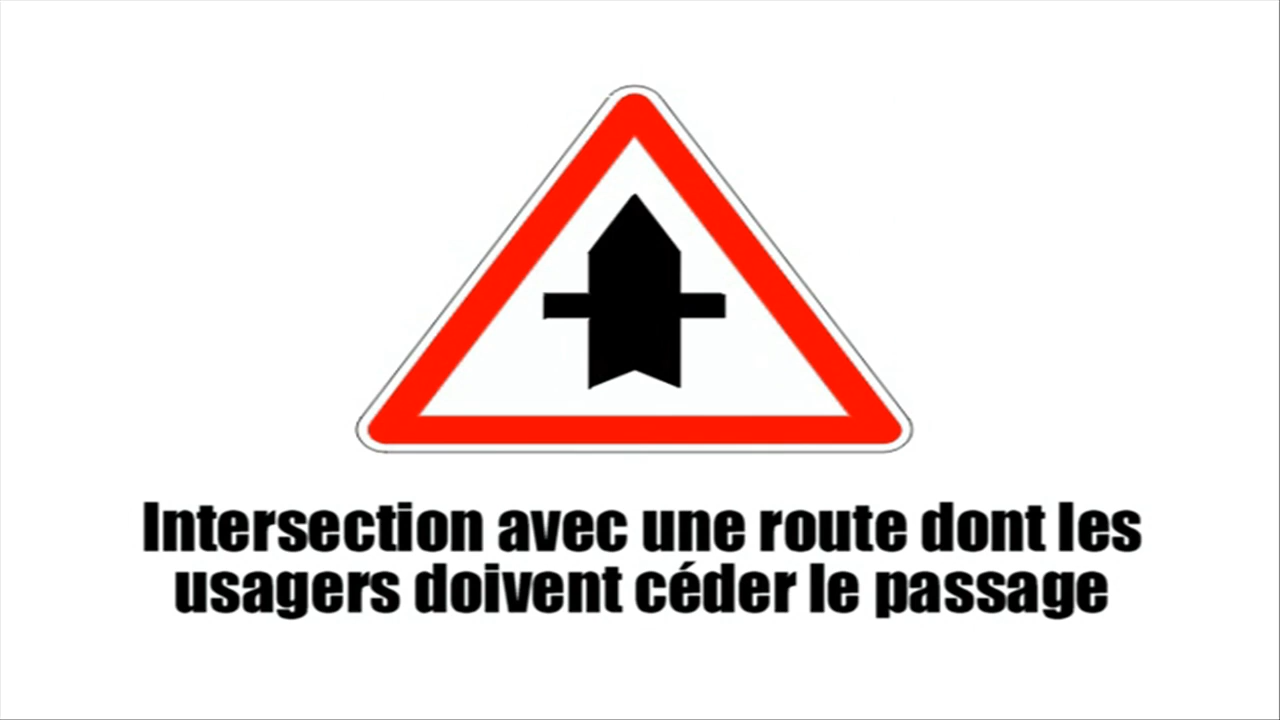 Intersection avec une route dont les
usagers doivent céder le passage